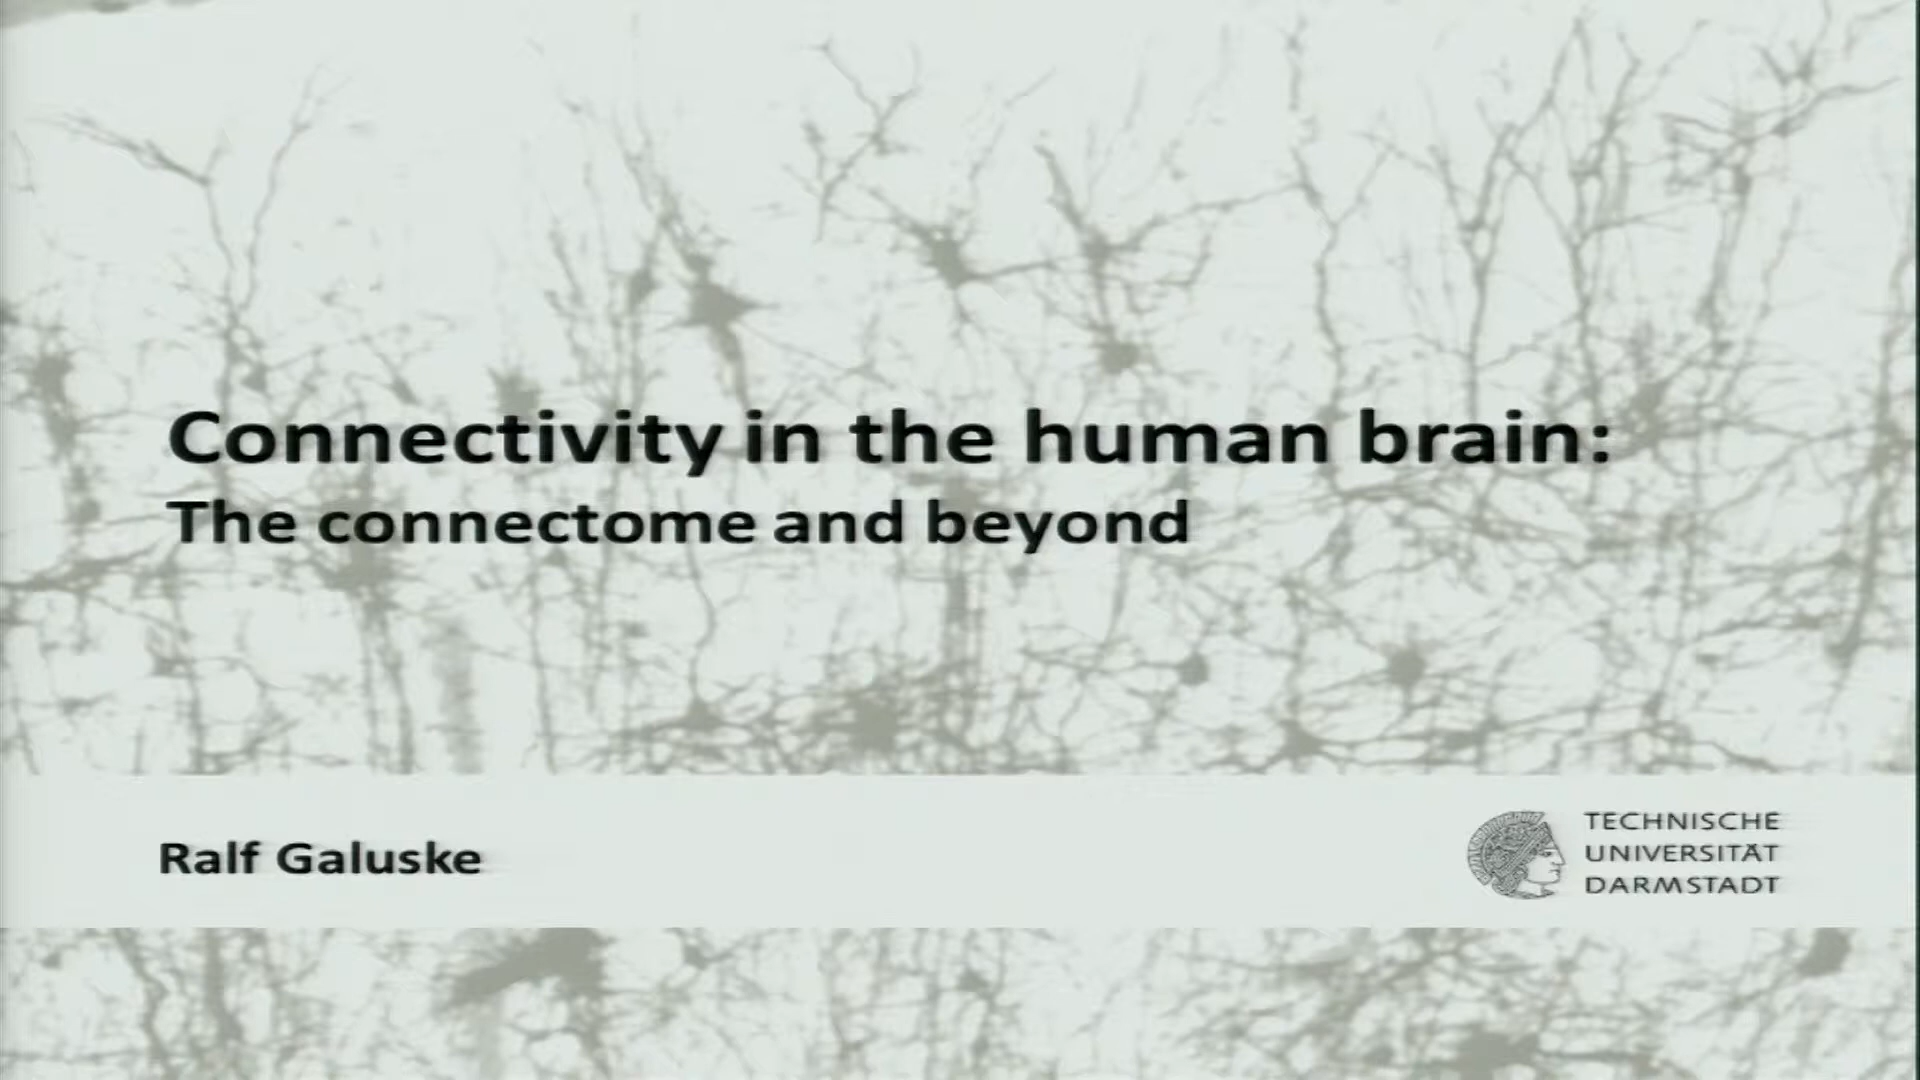 Connectivity in the human brain:
The connectome and beyond
Ralf Galuske
TECHNISCHE
UNIVERSITÄT
DARMSTADT